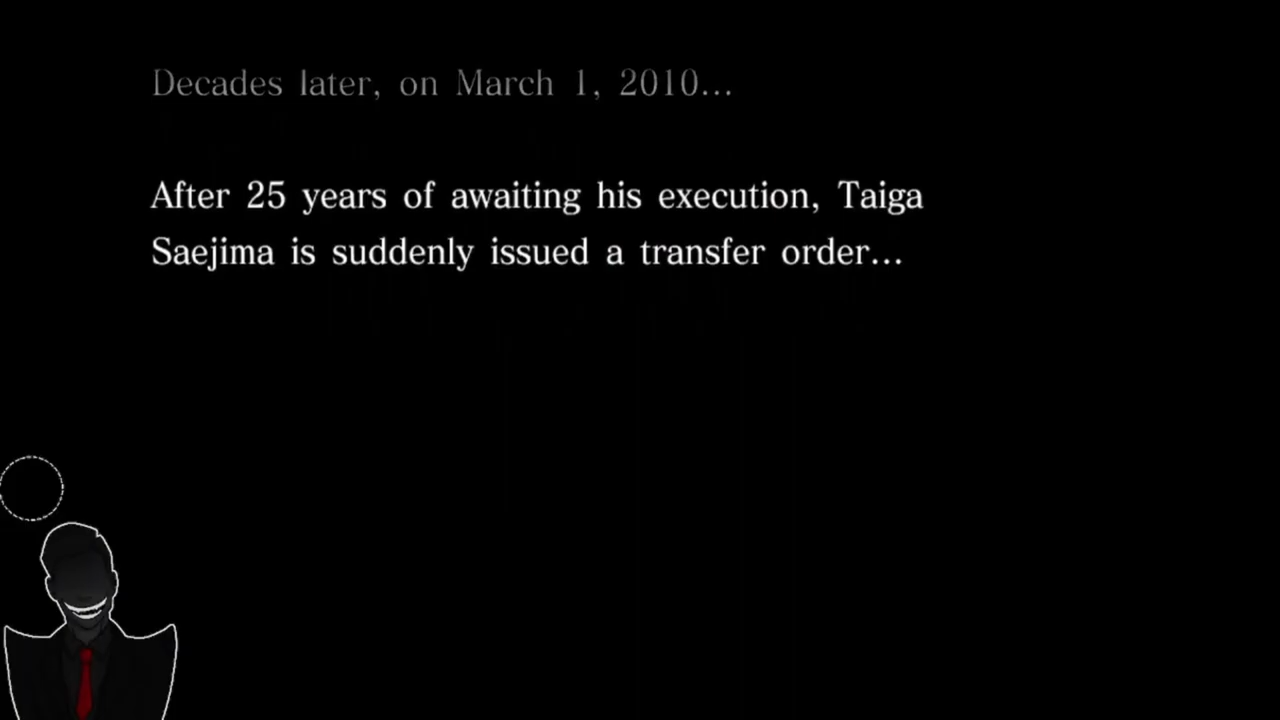 Decades later, on March 1, 2010...
After 25 years of awaiting his execution, Taiga
Saejima is suddenly issued a transfer order...